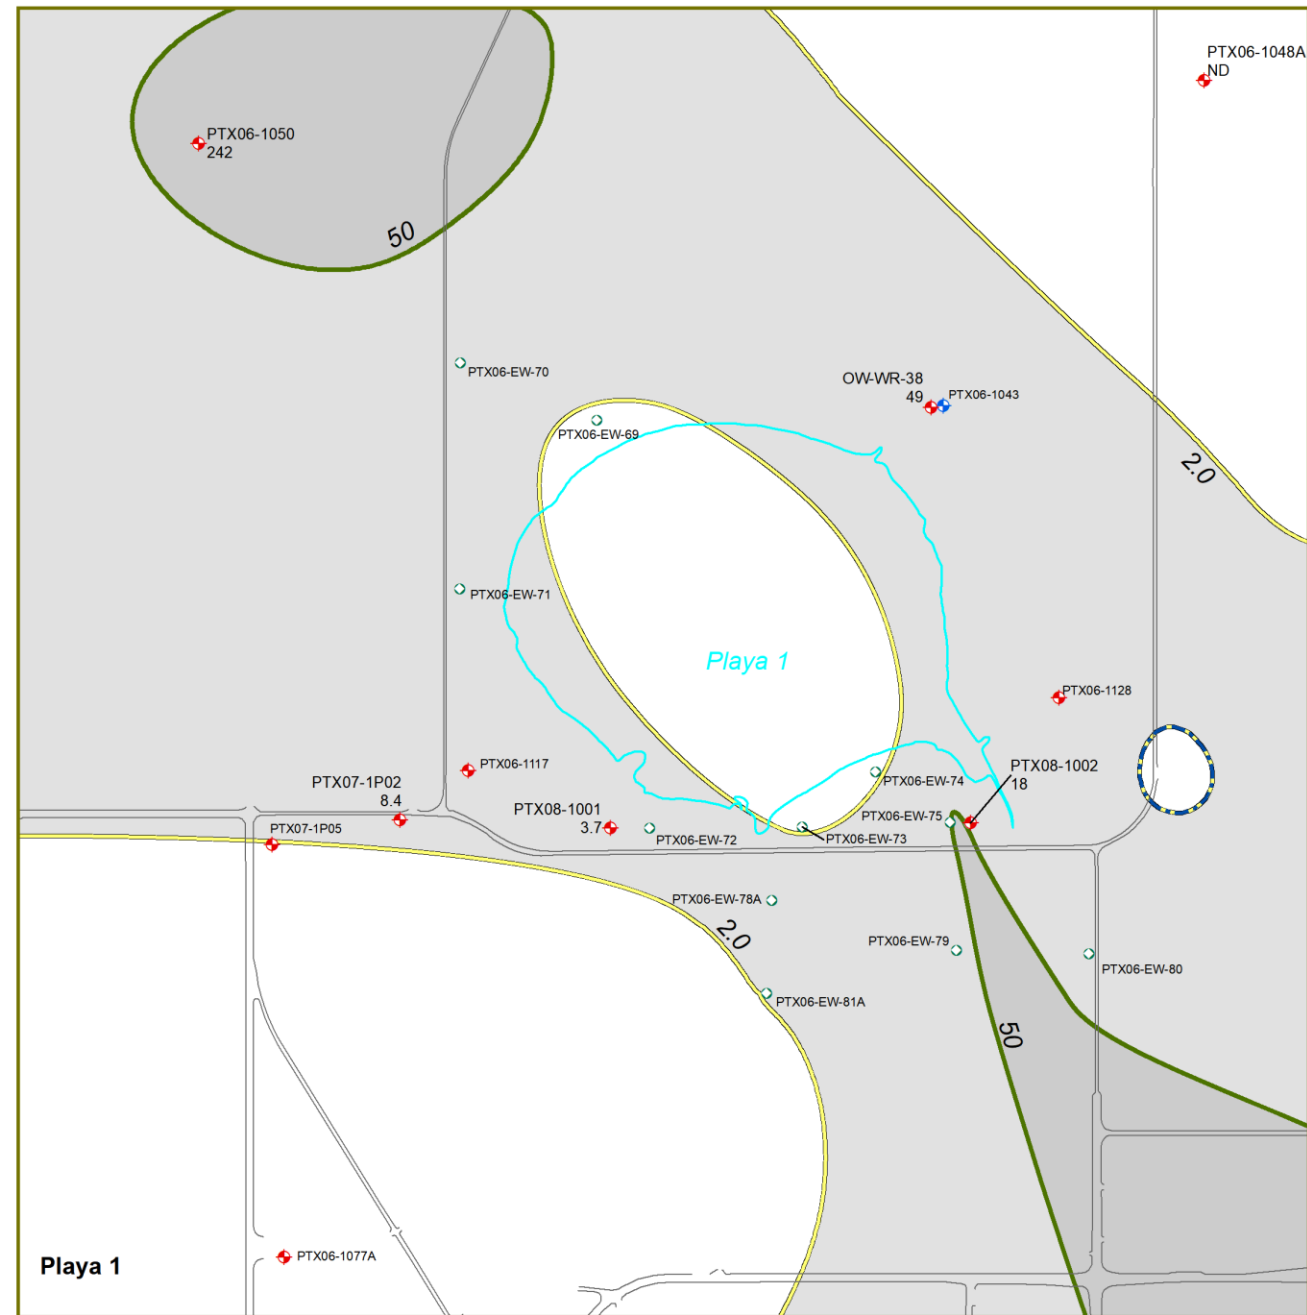 PTX06-1048A
ND
PTX06-1050
242
50
PTX06-EW-70
OW-WR-38
49
PTX06-1043
PTX06-EW-69
2.0
PTX06-EW-71
Playa 1
PTX06-1128
PTX06-1117
PTX08-1002
18
PTX07-1P02
8.4
PTX06-EW-74
PTX08-1001
3.7
PTX06-EW-75
PTX07-1P05
PTX06-EW-72
PTX06-EW-73
PTX06-EW-78A
2.0
PTX06-EW-79
PTX06-EW-80
PTX06-EW-81A
50
PTX06-1077A
Playa 1